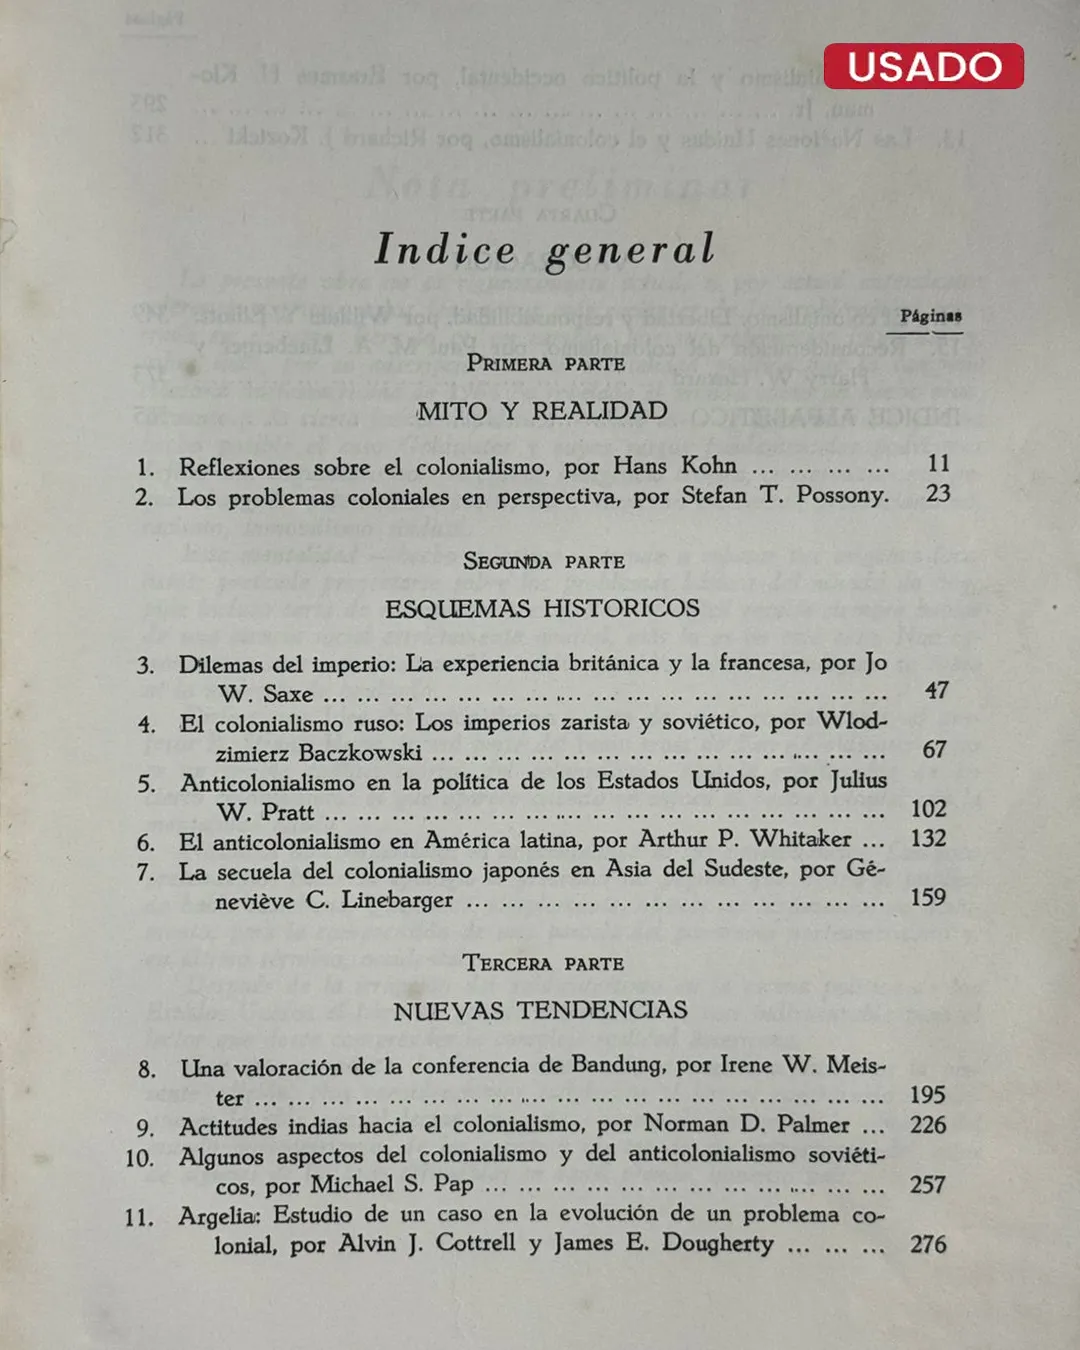 USADO
Indice general
Páginas
PRIMERA PARTE
MITO Y REALIDAD
1. Reflexiones sobre el colonialismo, por Hans Kohn ... ... ... ... 11
2. Los problemas coloniales en perspectiva, por Stefan T. Possony. 23
SEGUNDA PARTE
ESQUEMAS HISTORICOS
3. Dilemas del imperio: La experiencia británica y la francesa, por Jo
W. Saxe ... ... ... ... ... ... ... ... ... ... ... ... ... ... ... ... ... 47
4. El colonialismo ruso: Los imperios zarista y soviético, por Wlod-
zimierz Baczkowski ... ... ... ... ... ... ... ... ... ... ... ... ... ... 67
5. Anticolonialismo en la política de los Estados Unidos, por Julius
W. Pratt ... ... ... ... ... ... ... ... ... ... ... ... ... ... ... ... ... 102
6. El anticolonialismo en América latina, por Arthur P. Whitaker ... 132
7. La secuela del colonialismo japonés en Asia del Sudeste, por Gé-
neviève C. Linebarger ... ... ... ... ... ... ... ... ... ... ... ... ... 159
TERCERA PARTE
NUEVAS TENDENCIAS
8. Una valoración de la conferencia de Bandung, por Irene W. Meis-
ter ... ... ... ... ... ... ... ... ... ... ... ... ... ... ... ... ... ... ... 195
9. Actitudes indias hacia el colonialismo, por Norman D. Palmer ... 226
10. Algunos aspectos del colonialismo y del anticolonialismo soviéti-
cos, por Michael S. Pap ... ... ... ... ... ... ... ... ... ... ... ... 257
11. Argelia: Estudio de un caso en la evolución de un problema co-
lonial, por Alvin J. Cottrell y James E. Dougherty ... ... ... 276